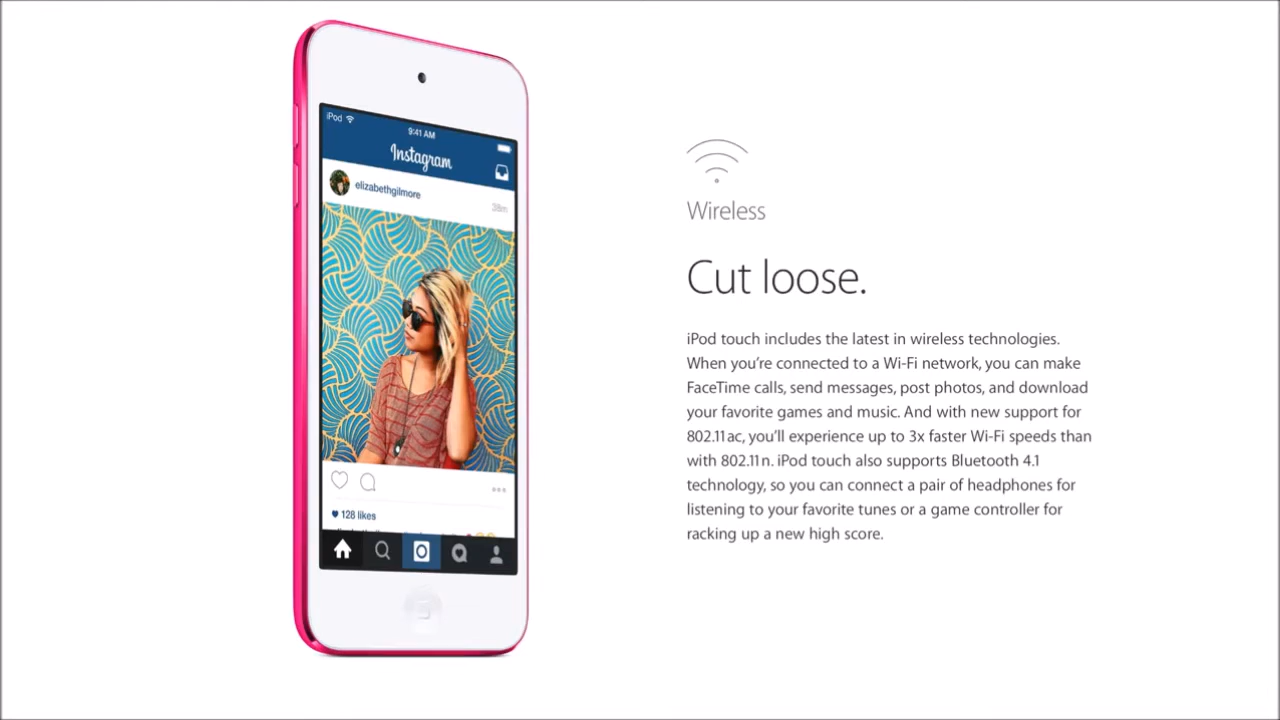 iPod
9:41 AM
Instagram
elizabethgilmore
38m
128 likes
Wireless
Cut loose.
iPod touch includes the latest in wireless technologies.
When you're connected to a Wi-Fi network, you can make
FaceTime calls, send messages, post photos, and download
your favorite games and music. And with new support for
802.11ac, you'll experience up to 3x faster Wi-Fi speeds than
with 802.11n. iPod touch also supports Bluetooth 4.1
technology, so you can connect a pair of headphones for
listening to your favorite tunes or a game controller for
racking up a new high score.